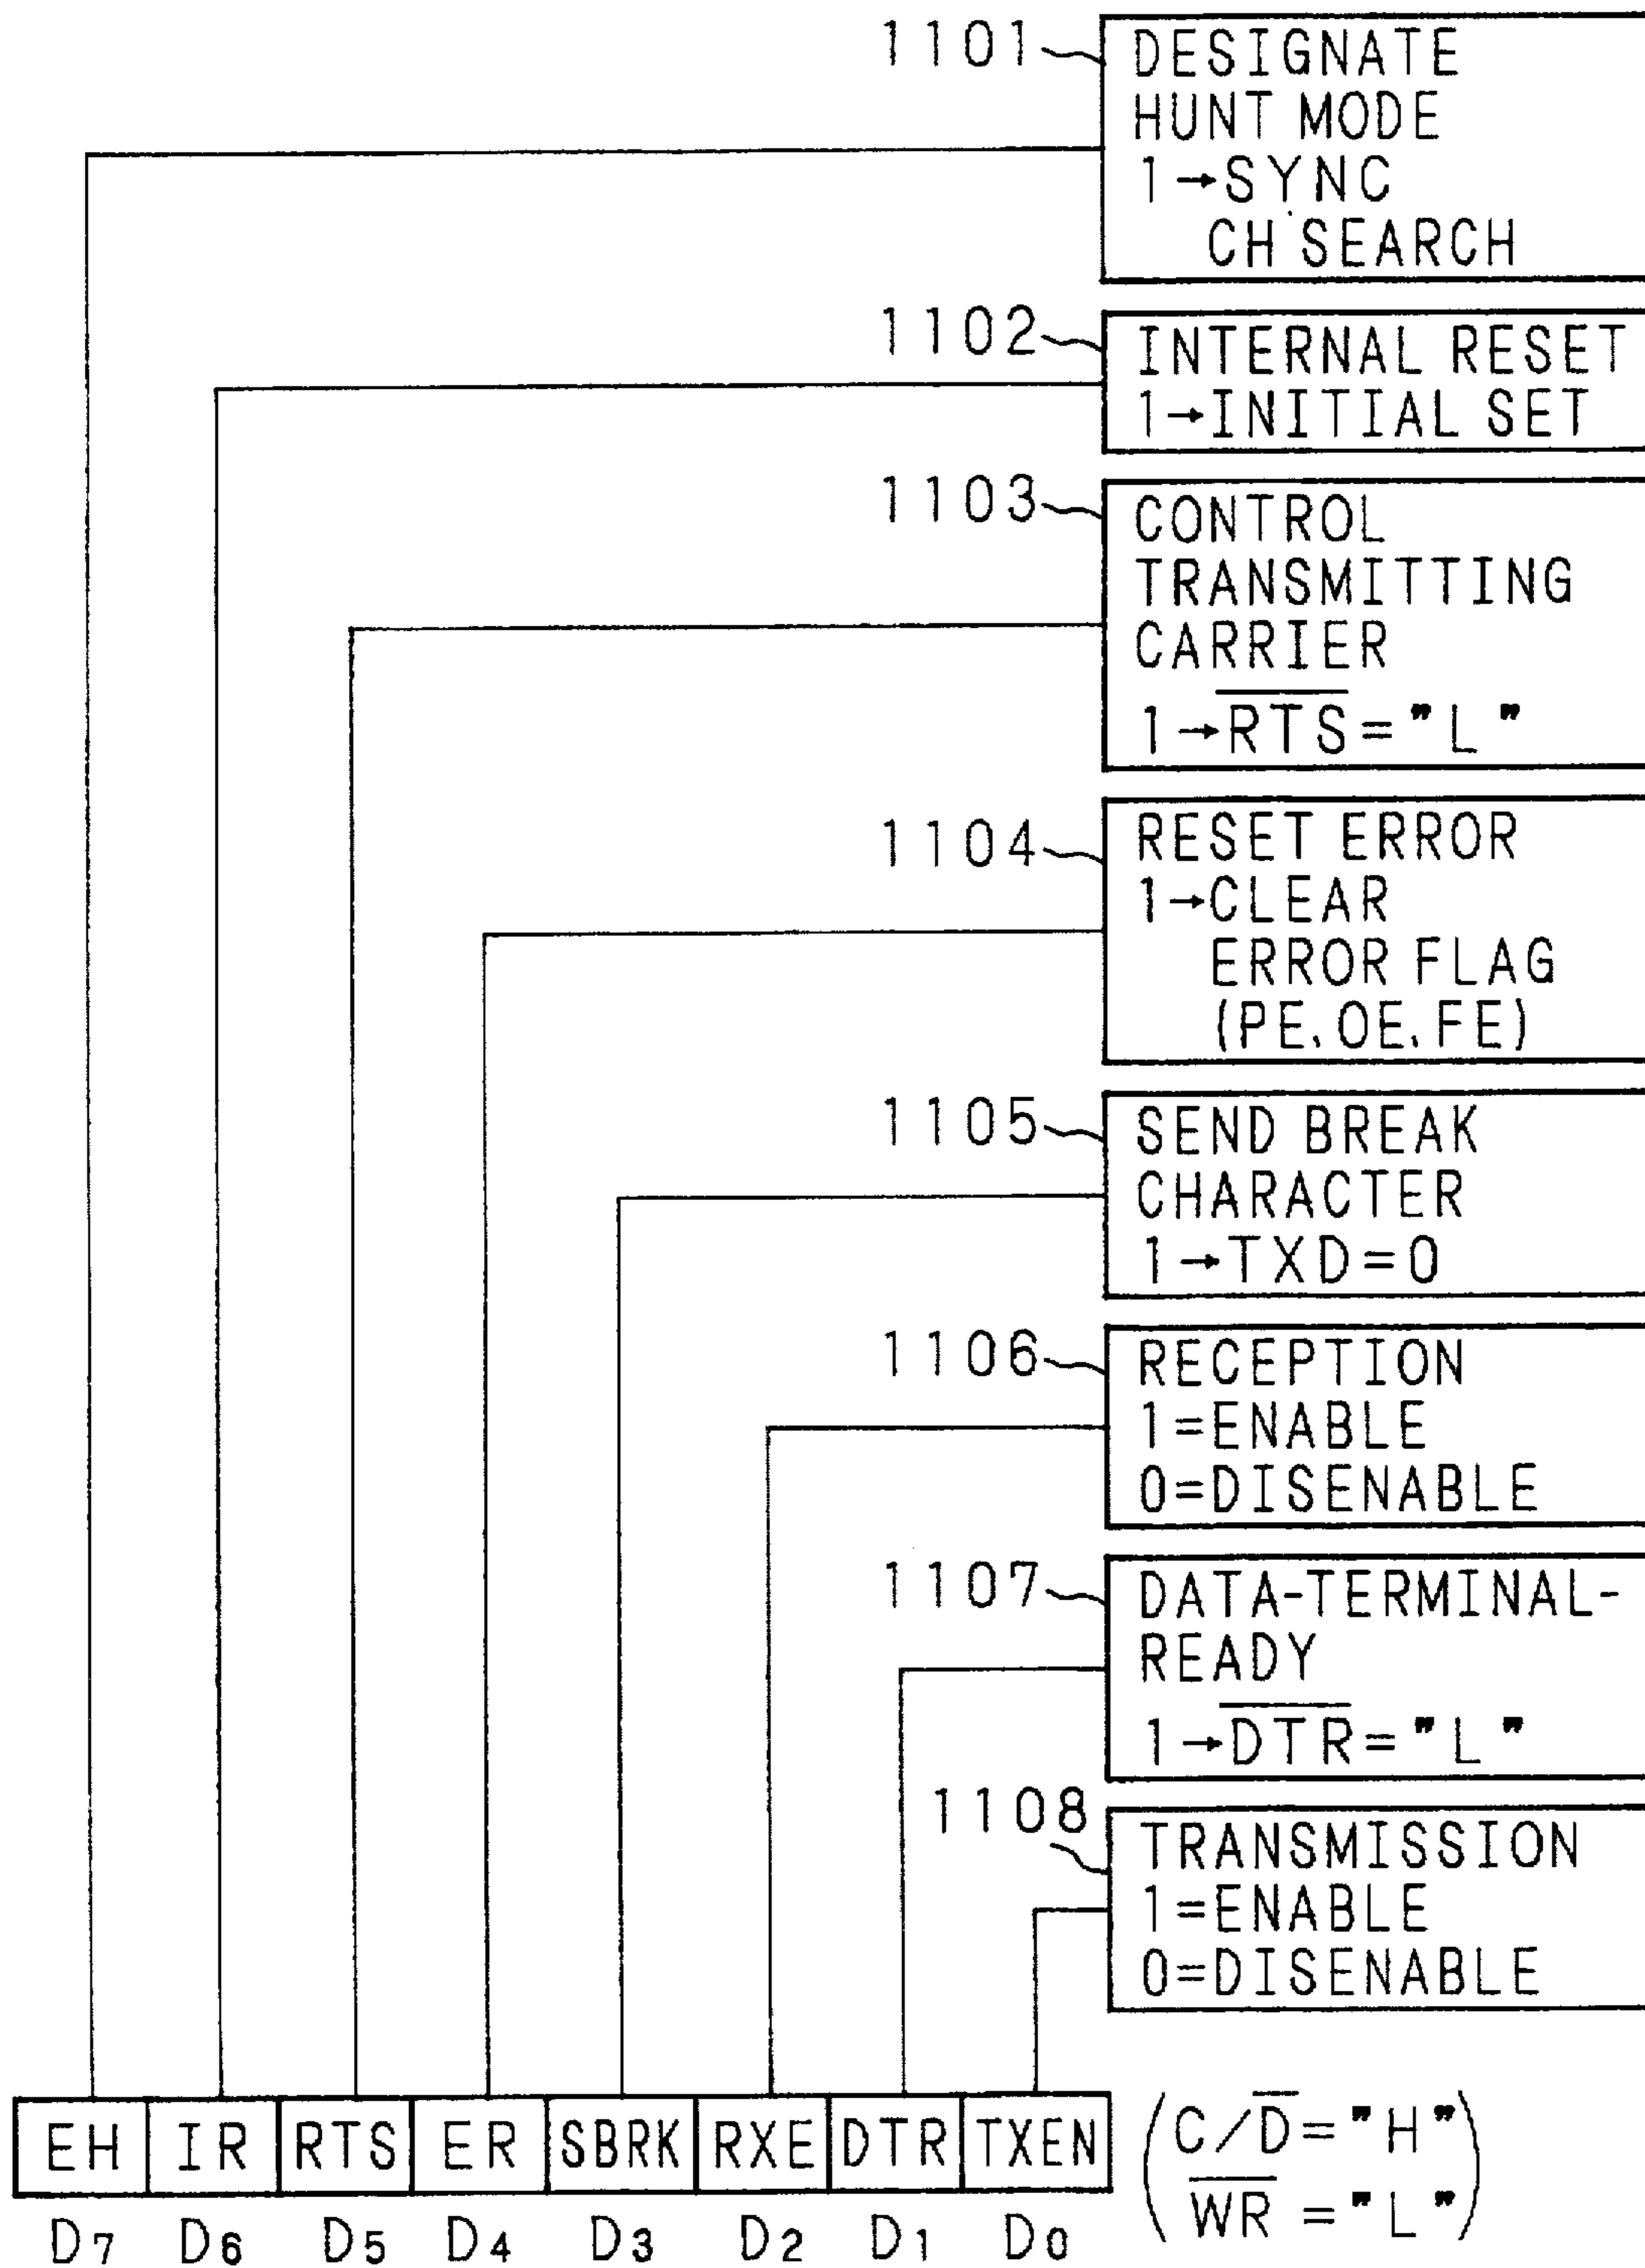 1101
DESIGNATE
HUNT MODE
1→SYNC
CH SEARCH
1102
INTERNAL RESET
1→INITIAL SET
1103
CONTROL
TRANSMITTING
CARRIER
1→R̅T̅S̅="L"
1104
RESET ERROR
1→CLEAR
ERROR FLAG
(PE, OE, FE)
1105
SEND BREAK
CHARACTER
1→TXD=0
1106
RECEPTION
1=ENABLE
0=DISENABLE
1107
DATA-TERMINAL-
READY
1→D̅T̅R̅="L"
1108
TRANSMISSION
1=ENABLE
0=DISENABLE
EH IR RTS ER SBRK RXE DTR TXEN
D7 D6 D5 D4 D3 D2 D1 D0
(C/D̅="H"
W̅R̅="L")